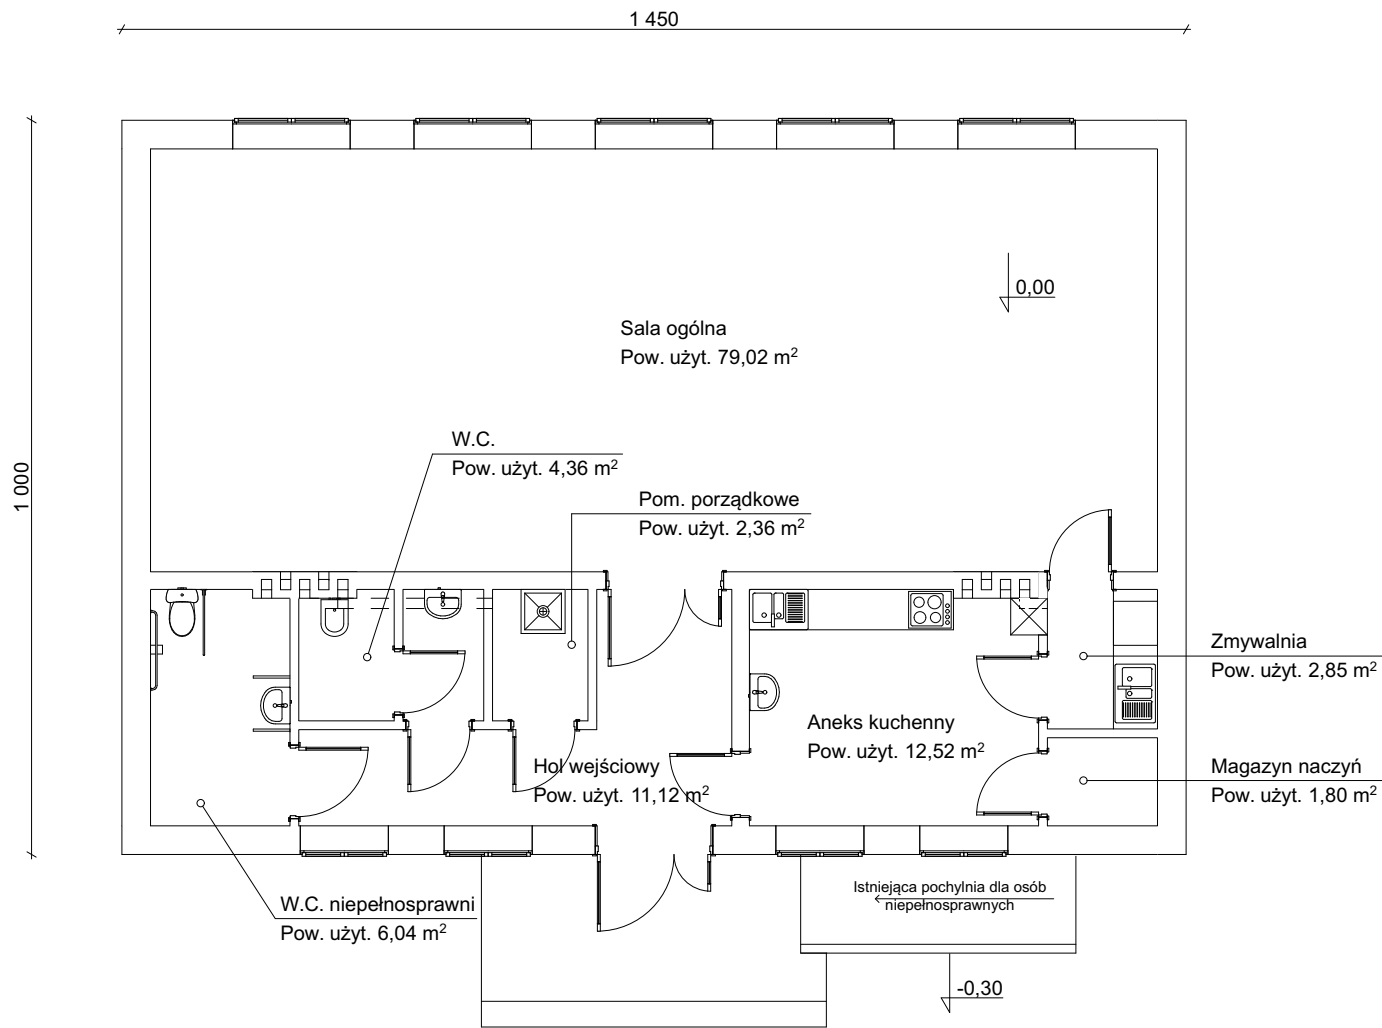 1 450
1 000
0,00
Sala ogólna
Pow. użyt. 79,02 m²
W.C.
Pow. użyt. 4,36 m²
Pom. porządkowe
Pow. użyt. 2,36 m²
Zmywalnia
Pow. użyt. 2,85 m²
Aneks kuchenny
Pow. użyt. 12,52 m²
Hol wejściowy
Pow. użyt. 11,12 m²
Magazyn naczyń
Pow. użyt. 1,80 m²
Istniejąca pochylnia dla osób
niepełnosprawnych
W.C. niepełnosprawni
Pow. użyt. 6,04 m²
-0,30